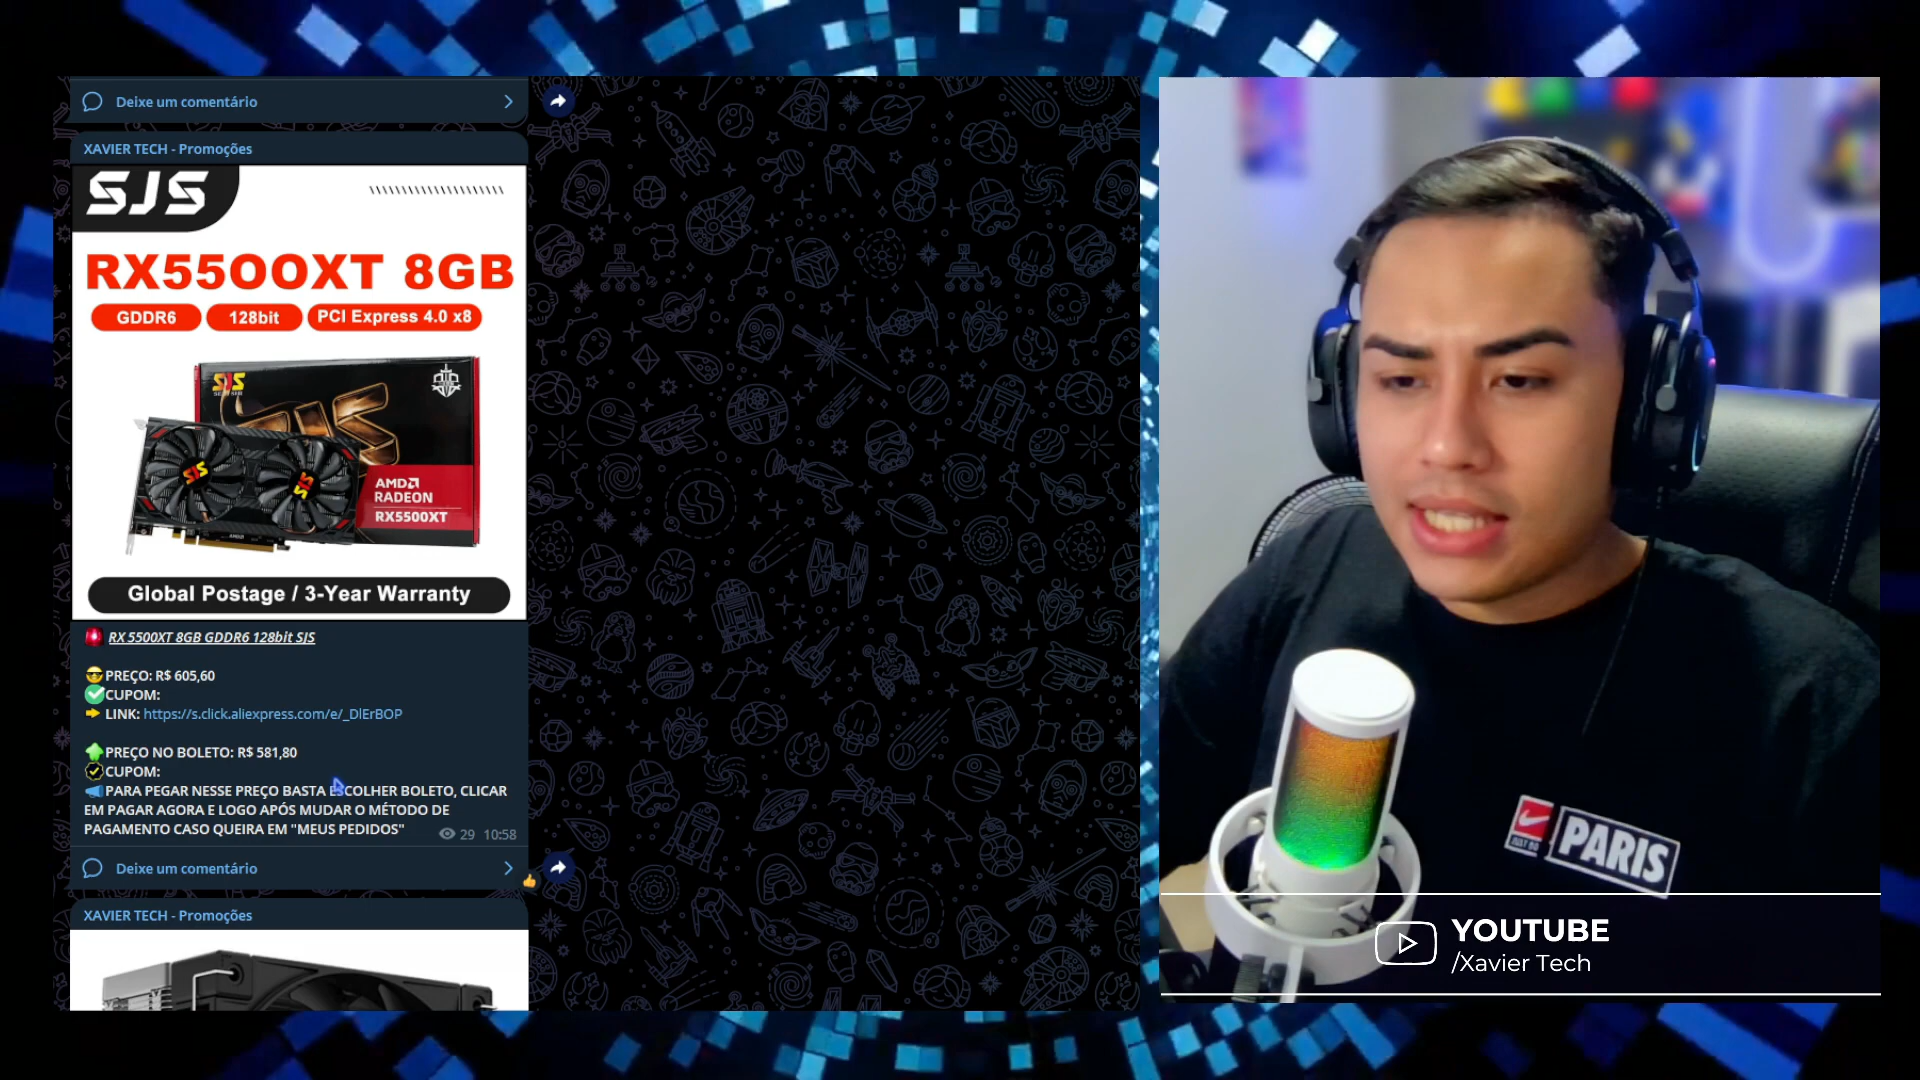 Deixe um comentário
XAVIER TECH - Promoções
SJS
RX5500XT 8GB
GDDR6
128bit
PCI Express 4.0 x8
SJS
AMD
RADEON
RX5500XT
SJS
SJS
Global Postage / 3-Year Warranty
RX 5500XT 8GB GDDR6 128bit SJS
PREÇO: R$ 605,60
CUPOM:
LINK: https://s.click.aliexpress.com/e/_DlErBOP
PREÇO NO BOLETO: R$ 581,80
CUPOM:
PARA PEGAR NESSE PREÇO BASTA ESCOLHER BOLETO, CLICAR
EM PAGAR AGORA E LOGO APÓS MUDAR O MÉTODO DE
PAGAMENTO CASO QUEIRA EM "MEUS PEDIDOS"
29 10:58
Deixe um comentário
XAVIER TECH - Promoções
PARIS
YOUTUBE
/Xavier Tech